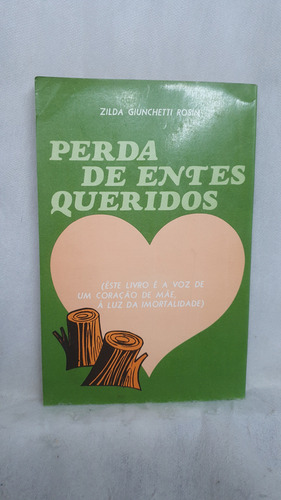 ZILDA GIUNCHETTI ROSIN
PERDA
DE ENTES
QUERIDOS
(ESTE LIVRO É A VOZ DE
UM CORAÇÃO DE MÃE,
À LUZ DA IMORTALIDADE)